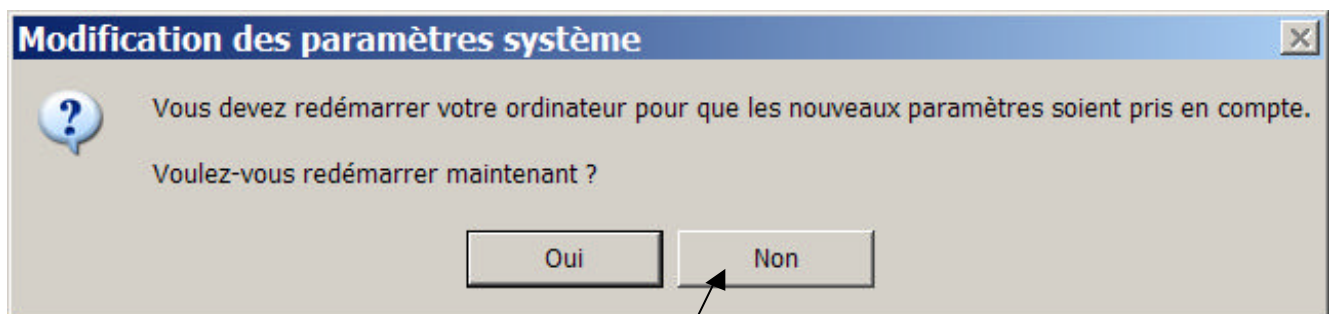 Modification des paramètres système
Vous devez redémarrer votre ordinateur pour que les nouveaux paramètres soient pris en compte.
Voulez-vous redémarrer maintenant ?
Oui
Non